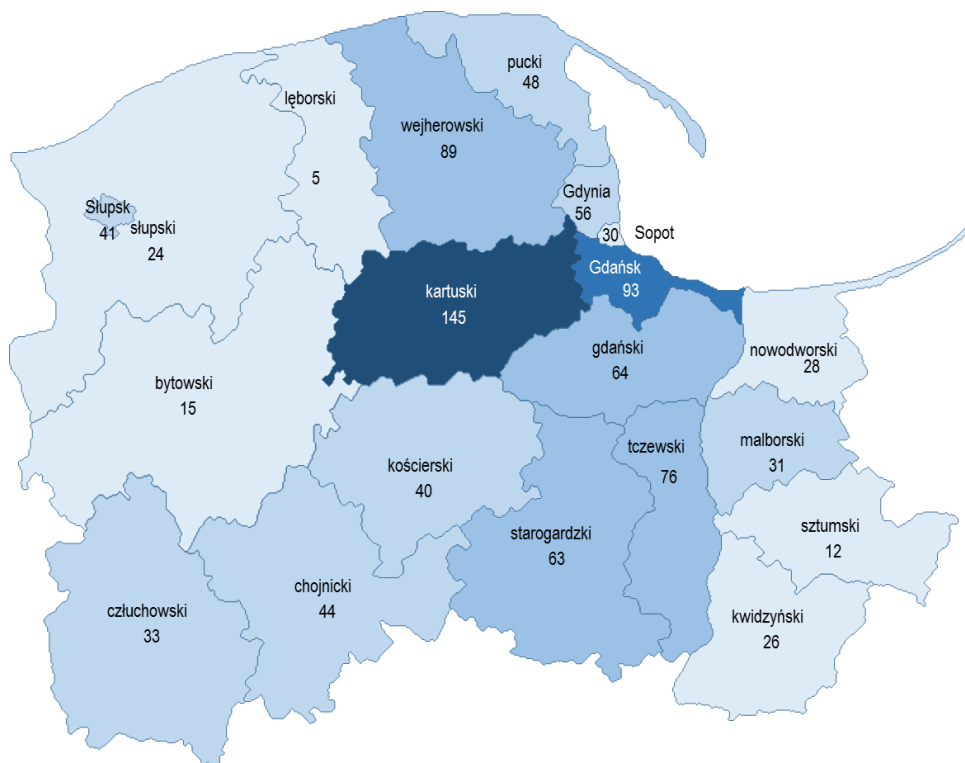 pucki
48
lęborski
5
wejherowski
89
Gdynia
56
30
Sopot
Słupsk
41
słupski
24
Gdańsk
93
kartuski
145
gdański
64
nowodworski
28
bytowski
15
tczewski
76
malborski
31
kościerski
40
starogardzki
63
sztumski
12
chojnicki
44
człuchowski
33
kwidzyński
26